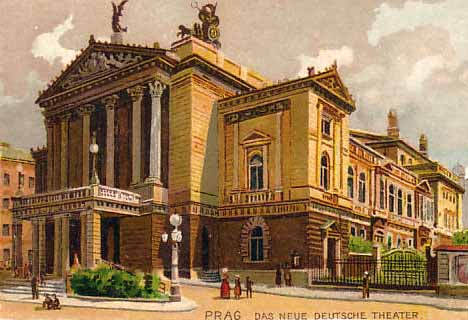 PRAG DAS NEUE DEUTSCHE THEATER.